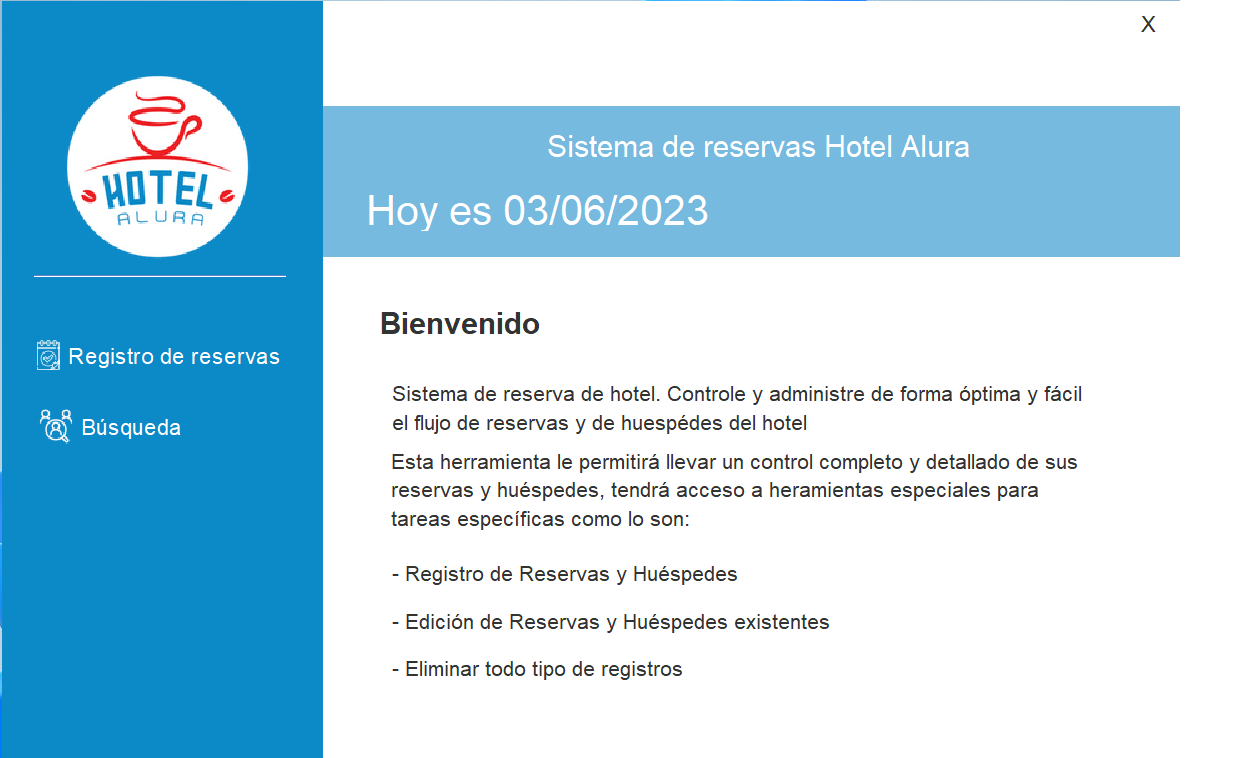 X
HOTEL
ALURA
Sistema de reservas Hotel Alura
Hoy es 03/06/2023
Registro de reservas
Búsqueda
Bienvenido
Sistema de reserva de hotel. Controle y administre de forma óptima y fácil
el flujo de reservas y de huespédes del hotel
Esta herramienta le permitirá llevar un control completo y detallado de sus
reservas y huéspedes, tendrá acceso a heramientas especiales para
tareas específicas como lo son:
- Registro de Reservas y Huéspedes
- Edición de Reservas y Huéspedes existentes
- Eliminar todo tipo de registros